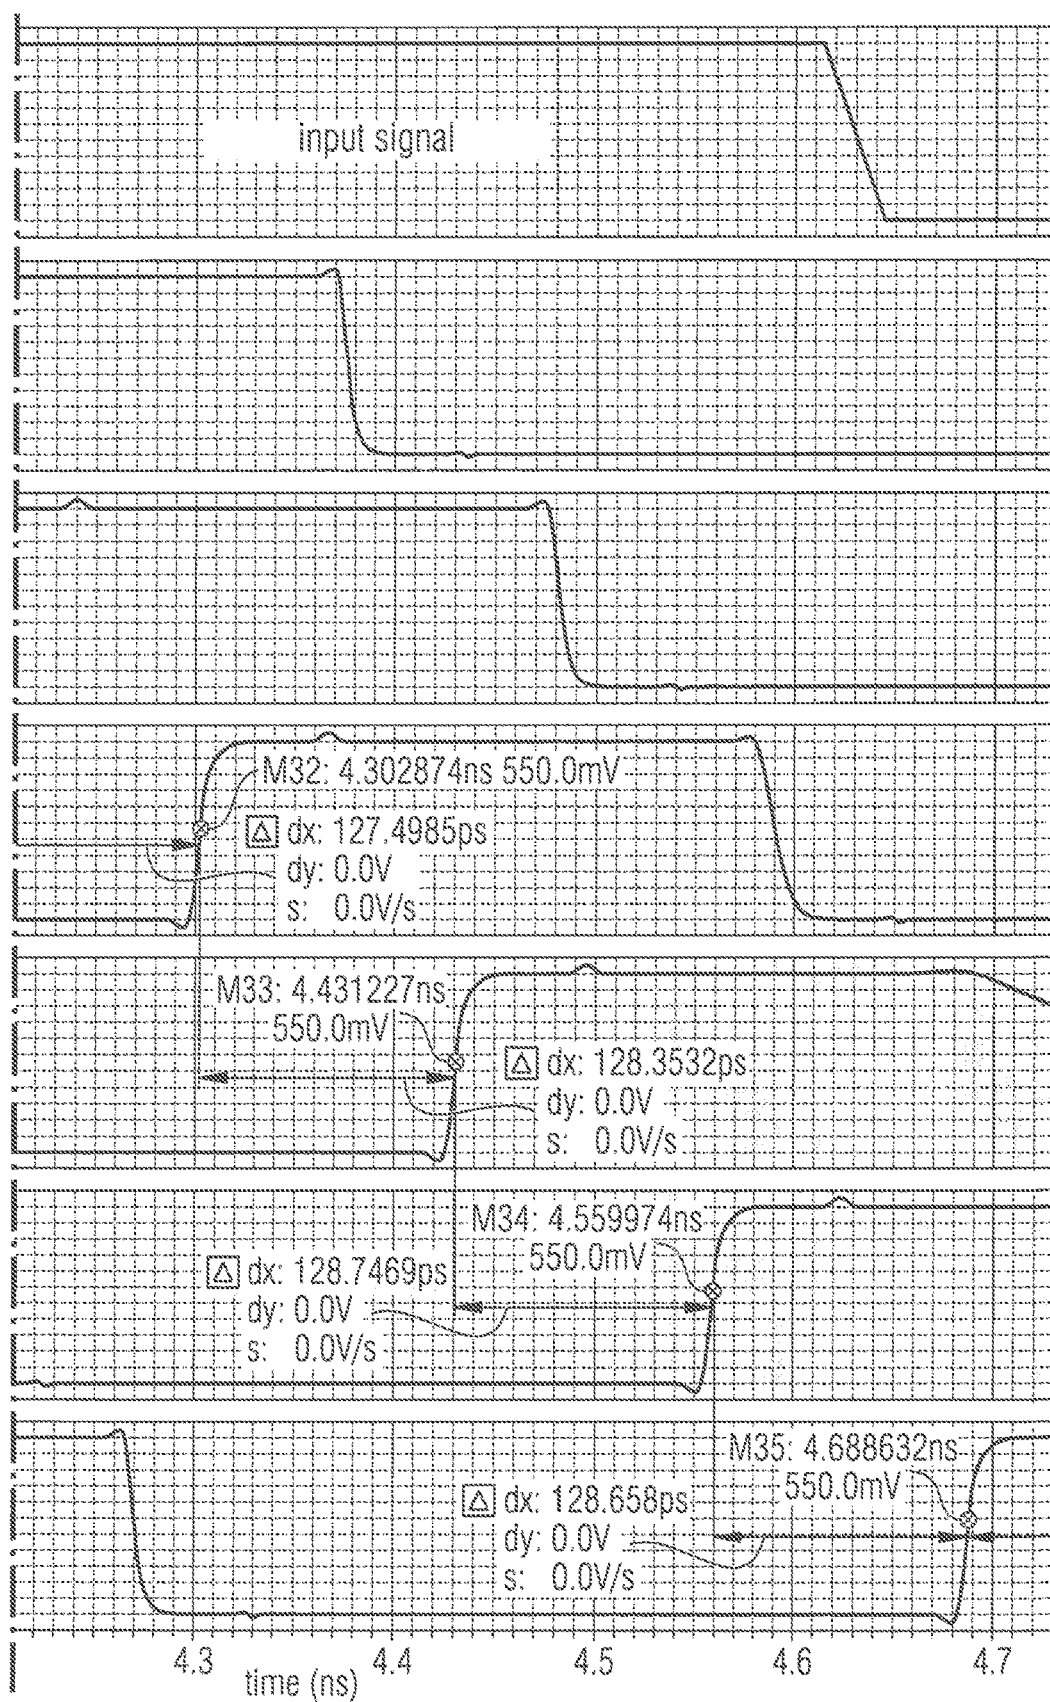 input signal
M32: 4.302874ns 550.0mV
Δ dx: 127.4985ps
dy: 0.0V
s: 0.0V/s
M33: 4.431227ns
550.0mV
Δ dx: 128.3532ps
dy: 0.0V
s: 0.0V/s
M34: 4.559974ns
550.0mV
Δ dx: 128.7469ps
dy: 0.0V
s: 0.0V/s
M35: 4.688632ns
550.0mV
Δ dx: 128.658ps
dy: 0.0V
s: 0.0V/s
4.3 4.4 4.5 4.6 4.7
time (ns)